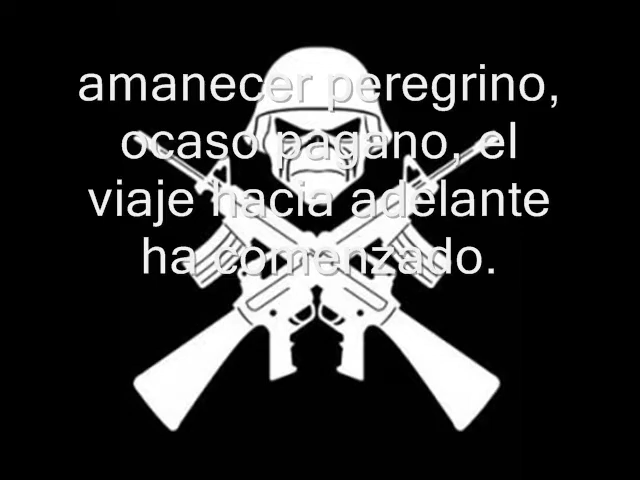 amanecer peregrino,
ocaso pagano, el
viaje hacia adelante
ha comenzado.